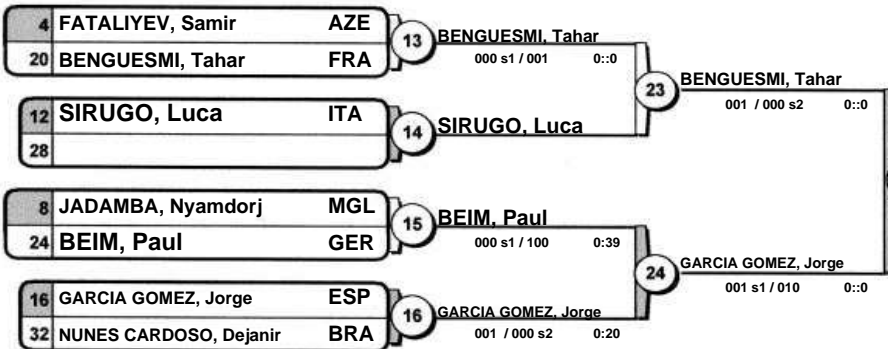 4 FATALIYEV, Samir AZE
20 BENGUESMI, Tahar FRA
13 BENGUESMI, Tahar
000 s1 / 001 0::0
12 SIRUGO, Luca ITA
28
14 SIRUGO, Luca
23 BENGUESMI, Tahar
001 / 000 s2 0::0
8 JADAMBA, Nyamdorj MGL
24 BEIM, Paul GER
15 BEIM, Paul
000 s1 / 100 0:39
16 GARCIA GOMEZ, Jorge ESP
32 NUNES CARDOSO, Dejanir BRA
16 GARCIA GOMEZ, Jorge
001 / 000 s2 0:20
24 GARCIA GOMEZ, Jorge
001 s1 / 010 0::0